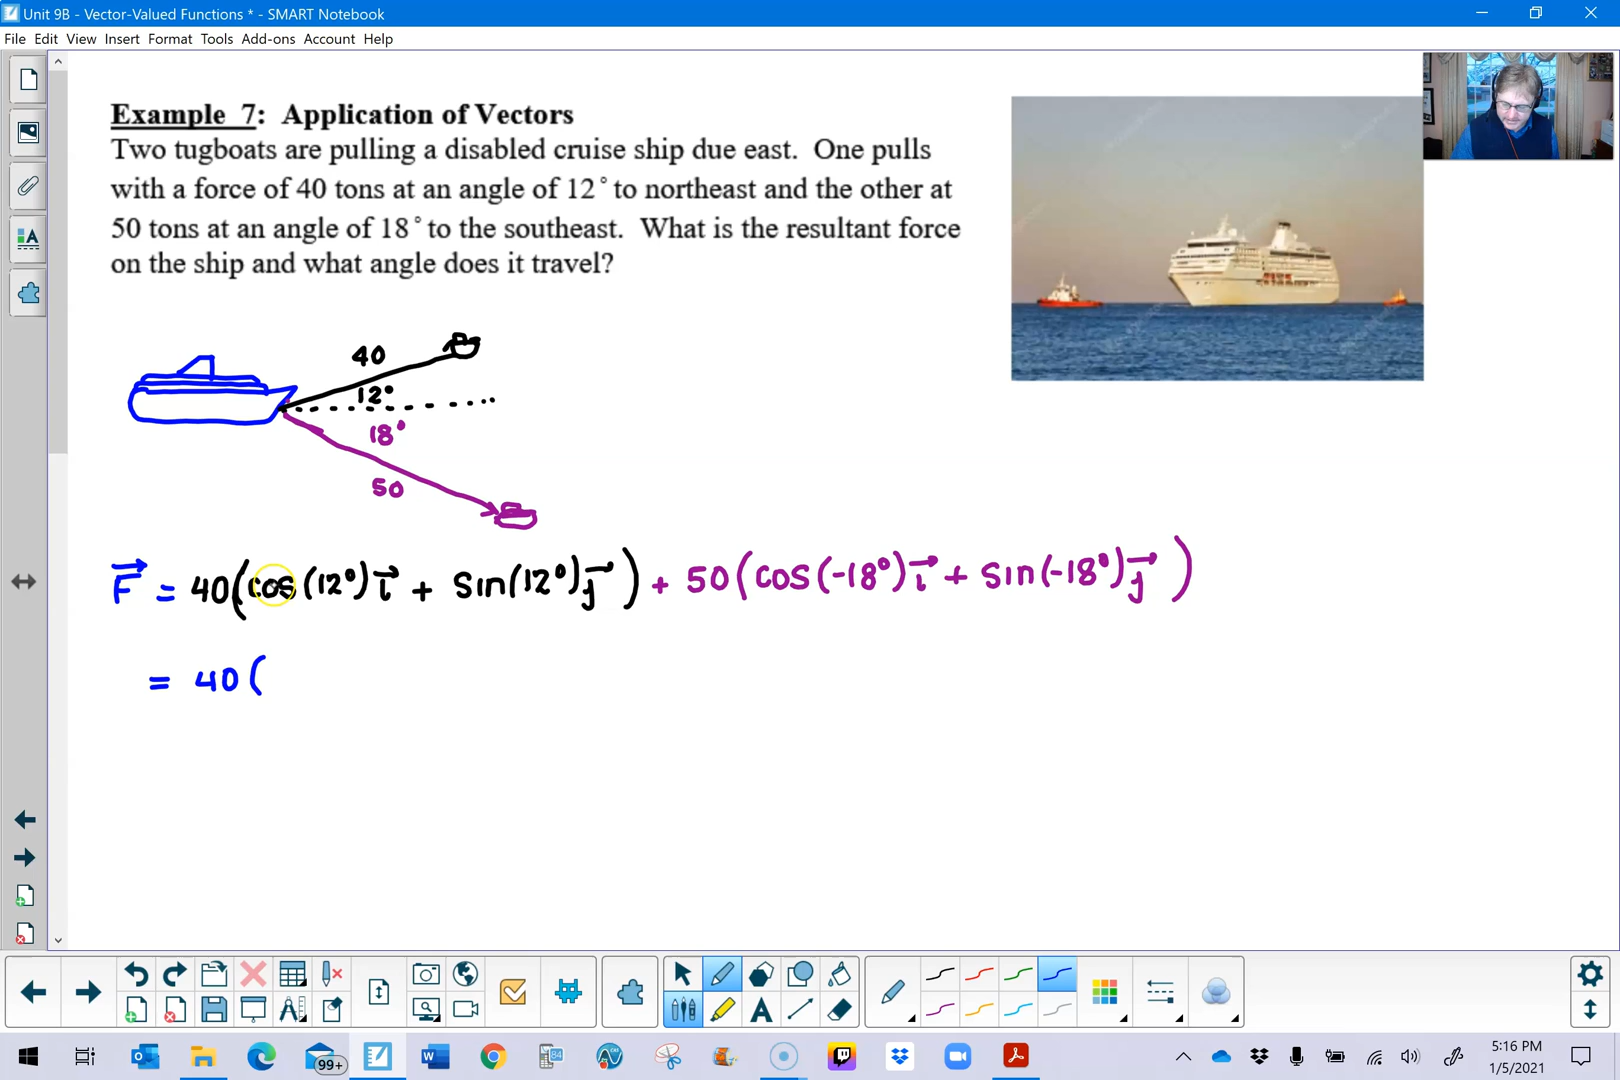 Unit 9B - Vector-Valued Functions * - SMART Notebook
File Edit View Insert Format Tools Add-ons Account Help
Example 7: Application of Vectors
Two tugboats are pulling a disabled cruise ship due east. One pulls
with a force of 40 tons at an angle of 12° to northeast and the other at
50 tons at an angle of 18° to the southeast. What is the resultant force
on the ship and what angle does it travel?
40
12°
18°
50
F⃗ = 40(cos(12°)i⃗ + sin(12°)j⃗) + 50(cos(-18°)i⃗ + sin(-18°)j⃗)
= 40(
99+
84
5:16 PM
1/5/2021